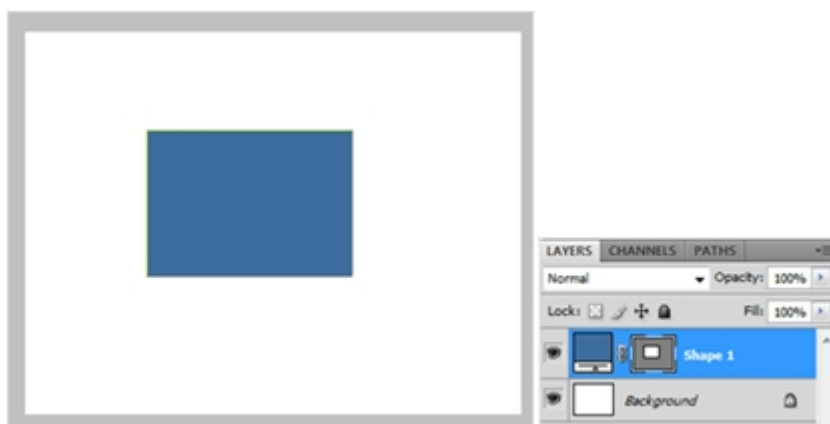 LAYERS CHANNELS PATHS
Normal Opacity: 100%
Lock: Fill: 100%
Shape 1
Background